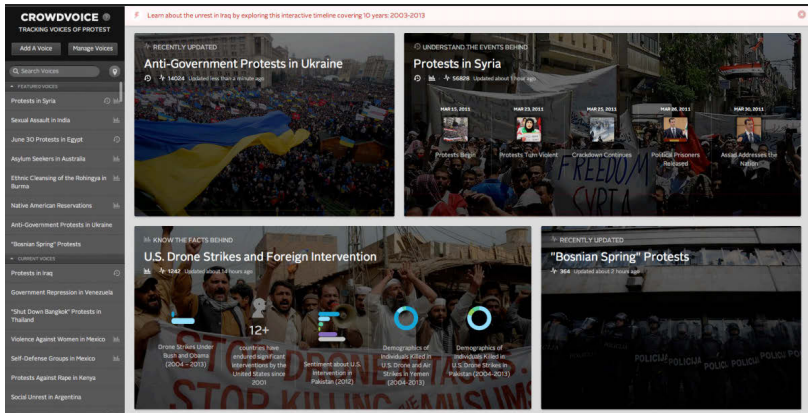 CROWDVOICE
TRACKING VOICES OF PROTEST
Add A Voice
Manage Voices
Search Voices
FEATURED VOICES
Protests in Syria
Sexual Assault in India
June 30 Protests in Egypt
Asylum Seekers in Australia
Ethnic Cleansing of the Rohingya in
Burma
Native American Reservations
Anti-Government Protests in Ukraine
"Bosnian Spring" Protests
CURRENT VOICES
Protests in Iraq
Government Repression in Venezuela
"Shut Down Bangkok" Protests in
Thailand
Violence Against Women in Mexico
Self-Defense Groups in Mexico
Protests Against Rape in Kenya
Social Unrest in Argentina
Learn about the unrest in Iraq by exploring this interactive timeline covering 10 years: 2003-2013
RECENTLY UPDATED
Anti-Government Protests in Ukraine
14024 Updated less than a minute ago
UNDERSTAND THE EVENTS BEHIND
Protests in Syria
56828 Updated about 1 hour ago
MAR 15, 2011
Protests Begin
MAR 23, 2011
Protests Turn Violent
MAR 25, 2011
Crackdown Continues
MAR 26, 2011
Political Prisoners
Released
MAR 30, 2011
Assad Addresses the
Nation
FREEDOM
SYRIA
KNOW THE FACTS BEHIND
U.S. Drone Strikes and Foreign Intervention
1242 Updated about 14 hours ago
Drone Strikes Under
Bush and Obama
(2004 - 2013)
12+
countries have
endured significant
interventions by the
United States since
2001
Sentiment about U.S.
Intervention in
Pakistan (2012)
Demographics of
Individuals Killed in
U.S. Drone and Air
Strikes in Yemen
(2004-2013)
Demographics of
Individuals Killed in
U.S. Drone Strikes in
Pakistan (2004-2013)
STOP KILLING MUSLIMS
RECENTLY UPDATED
"Bosnian Spring" Protests
364 Updated about 2 hours ago
POLICIJA
POLICIJA
POLICIJA